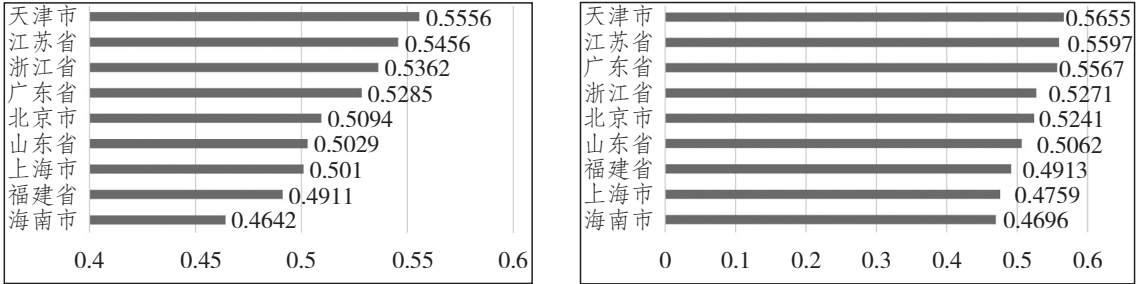 天津市 0.5556
江苏省 0.5456
浙江省 0.5362
广东省 0.5285
北京市 0.5094
山东省 0.5029
上海市 0.501
福建省 0.4911
海南市 0.4642
0.4 0.45 0.5 0.55 0.6
天津市 0.5655
江苏省 0.5597
广东省 0.5567
浙江省 0.5271
北京市 0.5241
山东省 0.5062
福建省 0.4913
上海市 0.4759
海南市 0.4696
0 0.1 0.2 0.3 0.4 0.5 0.6